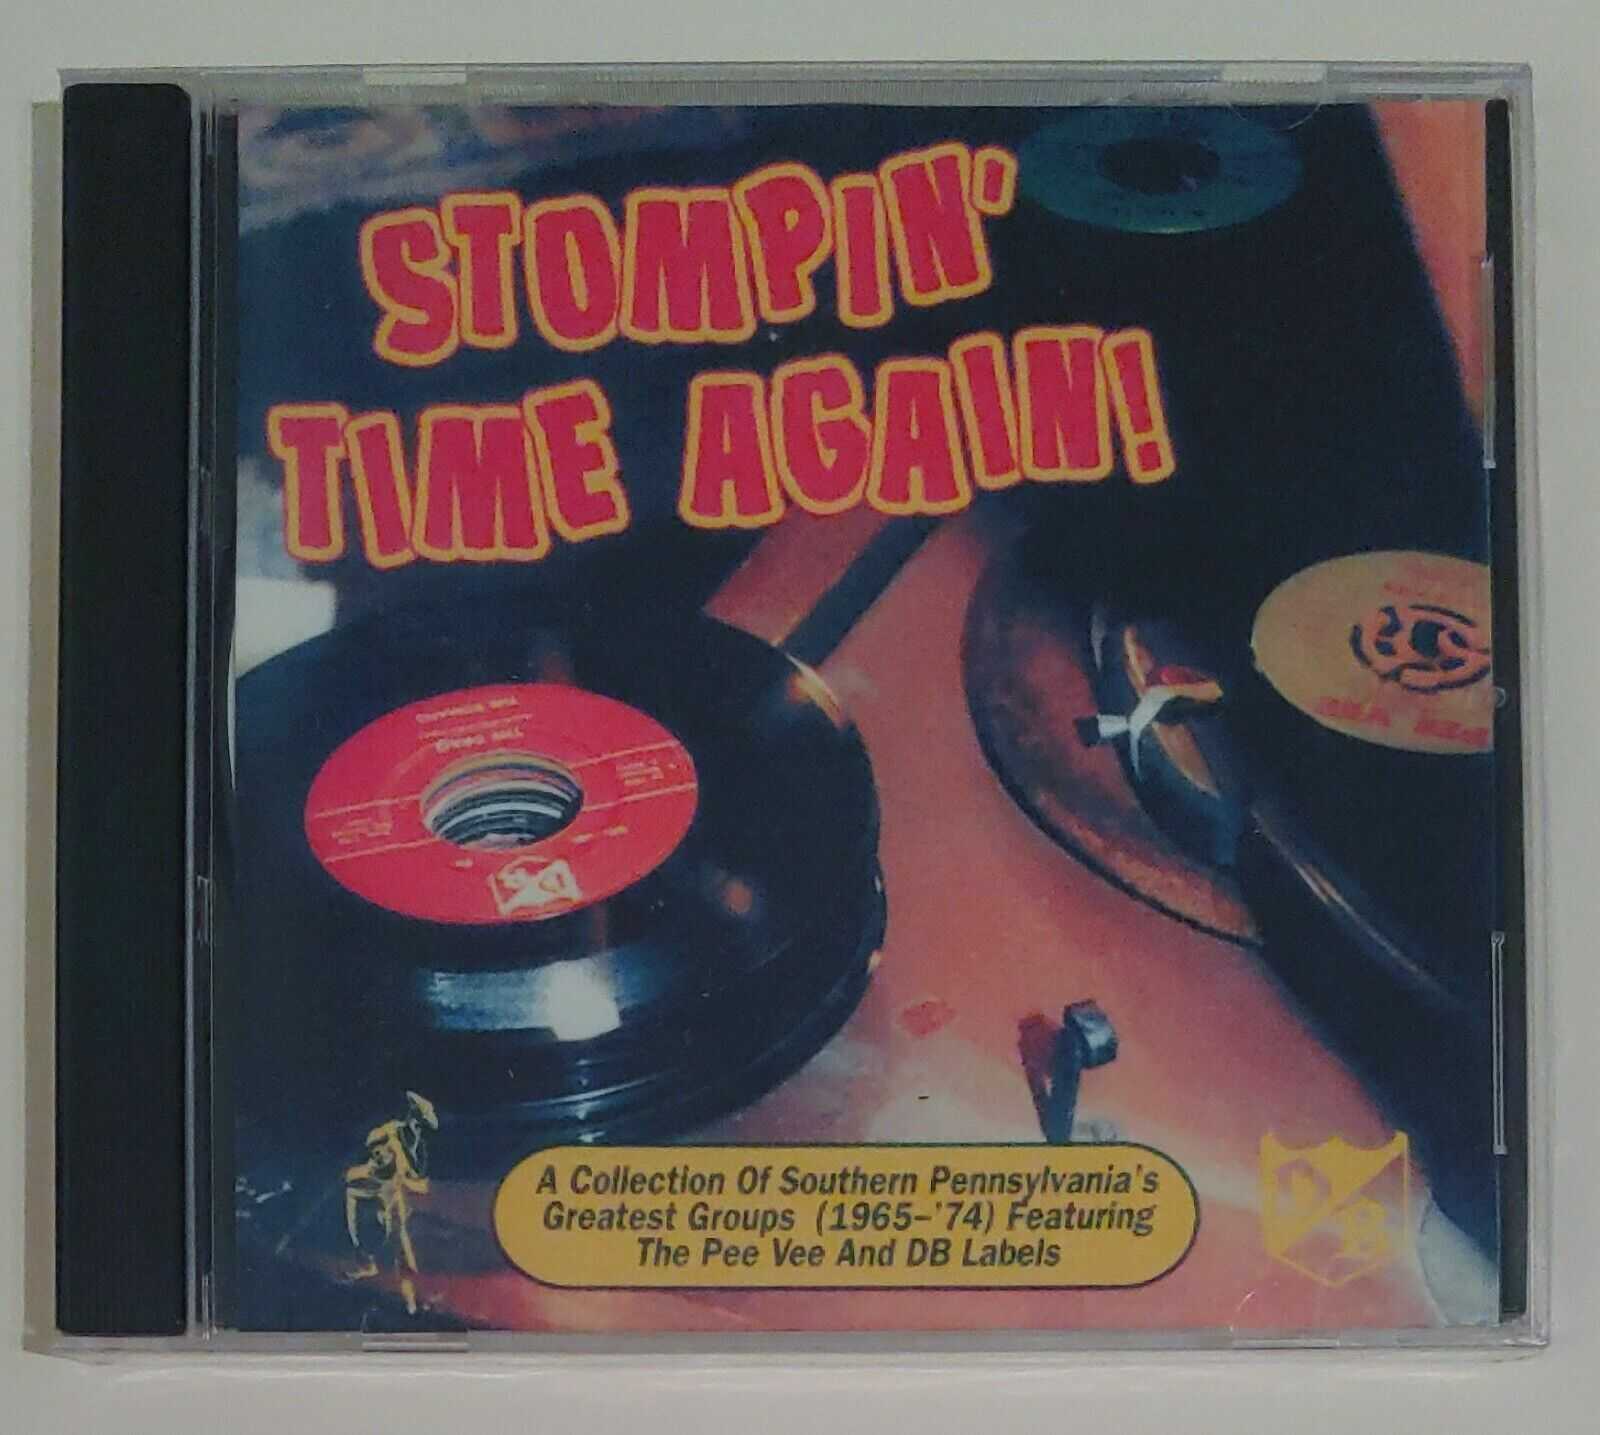 STOMPIN'
TIME AGAIN!
A Collection Of Southern Pennsylvania's
Greatest Groups (1965-'74) Featuring
The Pee Vee And DB Labels
D
B